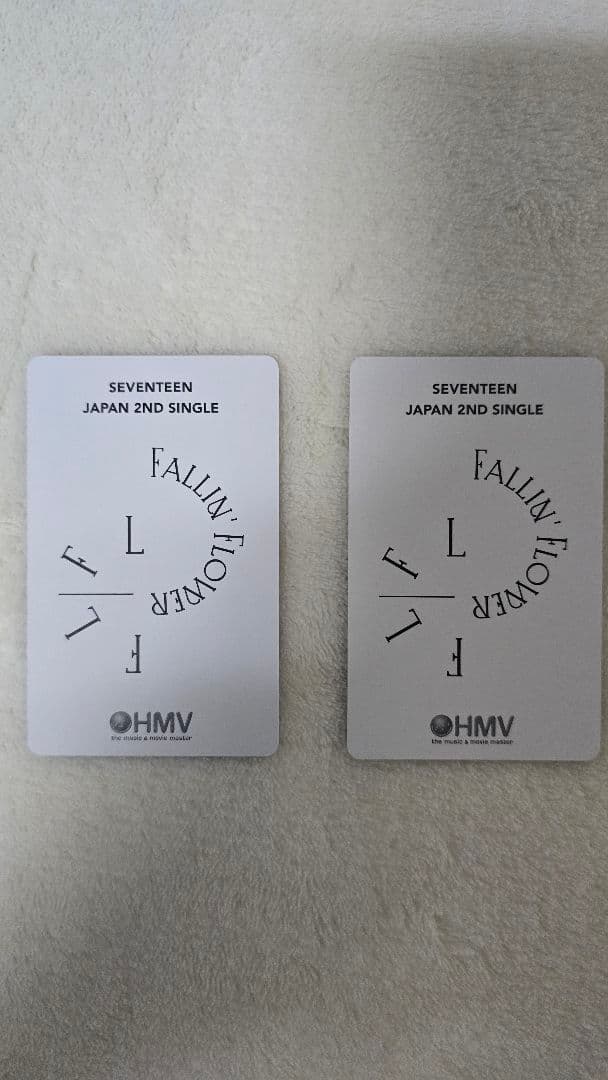 SEVENTEEN
JAPAN 2ND SINGLE
FALLIN' FLOWER
L
F
L
F
HMV
the music & movie master
SEVENTEEN
JAPAN 2ND SINGLE
FALLIN' FLOWER
L
F
L
F
HMV
the music & movie master